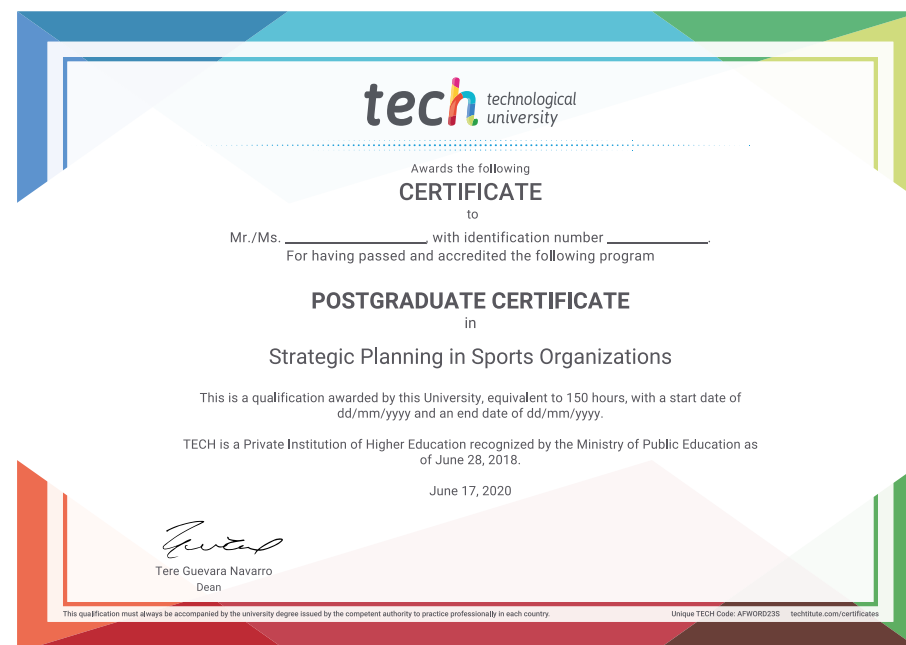 tech technological
university
Awards the following
CERTIFICATE
to
Mr./Ms. ____________________, with identification number ______________.
For having passed and accredited the following program
POSTGRADUATE CERTIFICATE
in
Strategic Planning in Sports Organizations
This is a qualification awarded by this University, equivalent to 150 hours, with a start date of
dd/mm/yyyy and an end date of dd/mm/yyyy.
TECH is a Private Institution of Higher Education recognized by the Ministry of Public Education as
of June 28, 2018.
June 17, 2020
Tere Guevara Navarro
Dean
This qualification must always be accompanied by the university degree issued by the competent authority to practice professionally in each country. Unique TECH Code: AFWORD23S techtitute.com/certificates